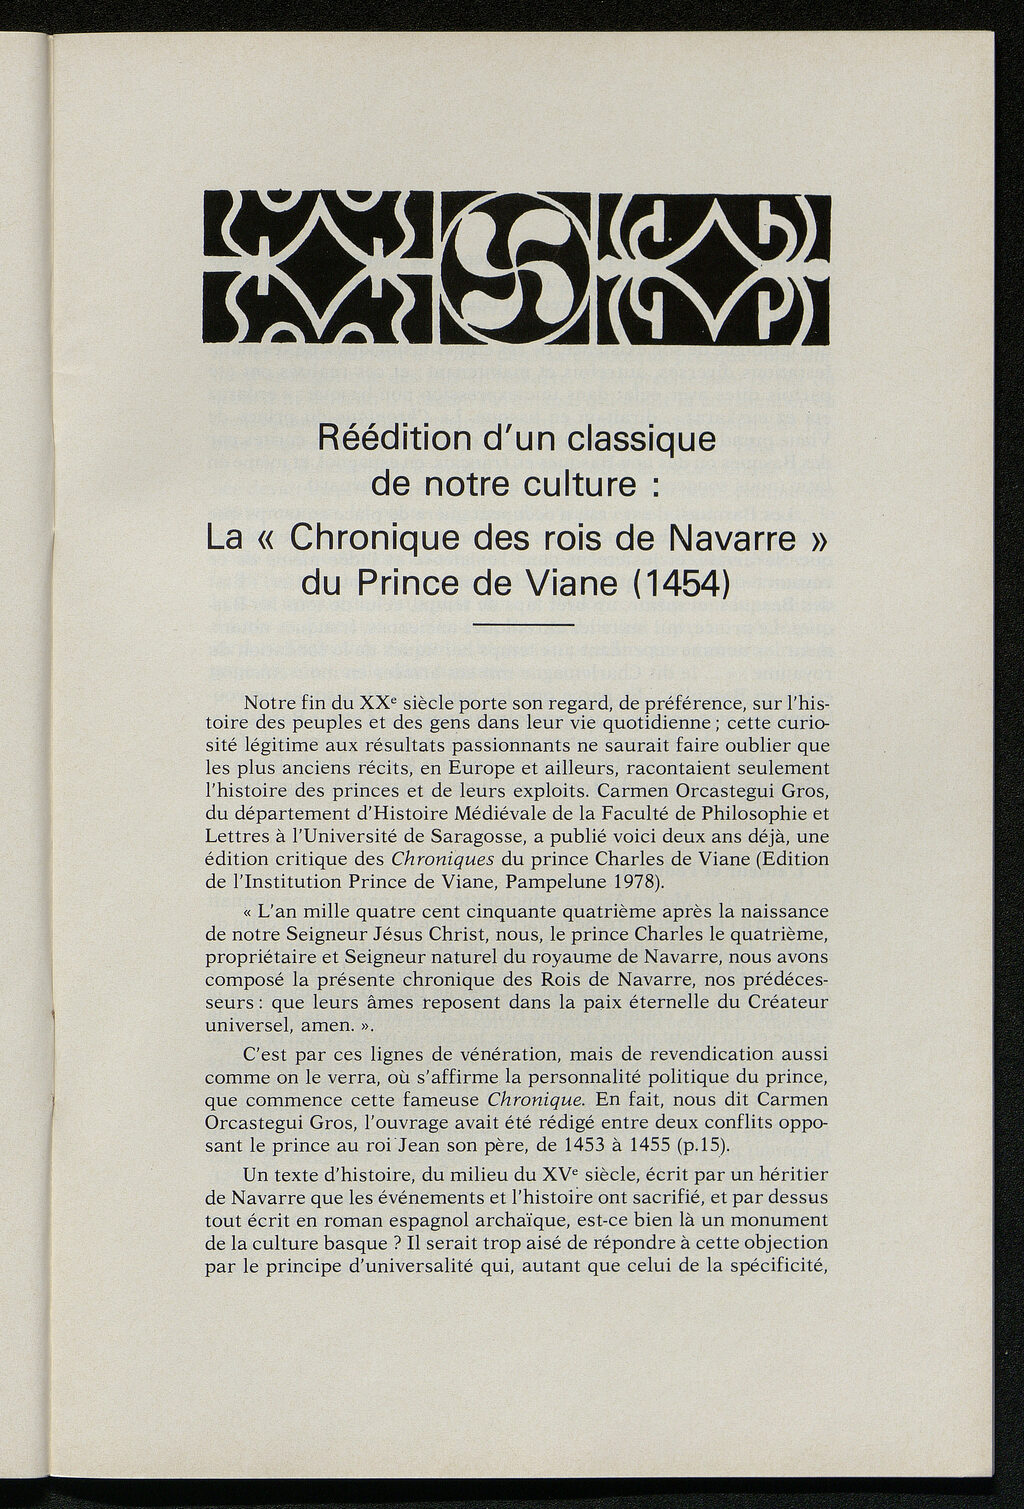 Réédition d'un classique
de notre culture :
La « Chronique des rois de Navarre »
du Prince de Viane (1454)
Notre fin du XXe siècle porte son regard, de préférence, sur l'his-
toire des peuples et des gens dans leur vie quotidienne ; cette curio-
sité légitime aux résultats passionnants ne saurait faire oublier que
les plus anciens récits, en Europe et ailleurs, racontaient seulement
l'histoire des princes et de leurs exploits. Carmen Orcastegui Gros,
du département d'Histoire Médiévale de la Faculté de Philosophie et
Lettres à l'Université de Saragosse, a publié voici deux ans déjà, une
édition critique des Chroniques du prince Charles de Viane (Edition
de l'Institution Prince de Viane, Pampelune 1978).
« L'an mille quatre cent cinquante quatrième après la naissance
de notre Seigneur Jésus Christ, nous, le prince Charles le quatrième,
propriétaire et Seigneur naturel du royaume de Navarre, nous avons
composé la présente chronique des Rois de Navarre, nos prédéces-
seurs : que leurs âmes reposent dans la paix éternelle du Créateur
universel, amen. ».
C'est par ces lignes de vénération, mais de revendication aussi
comme on le verra, où s'affirme la personnalité politique du prince,
que commence cette fameuse Chronique. En fait, nous dit Carmen
Orcastegui Gros, l'ouvrage avait été rédigé entre deux conflits oppo-
sant le prince au roi Jean son père, de 1453 à 1455 (p.15).
Un texte d'histoire, du milieu du XVe siècle, écrit par un héritier
de Navarre que les événements et l'histoire ont sacrifié, et par dessus
tout écrit en roman espagnol archaïque, est-ce bien là un monument
de la culture basque ? Il serait trop aisé de répondre à cette objection
par le principe d'universalité qui, autant que celui de la spécificité,